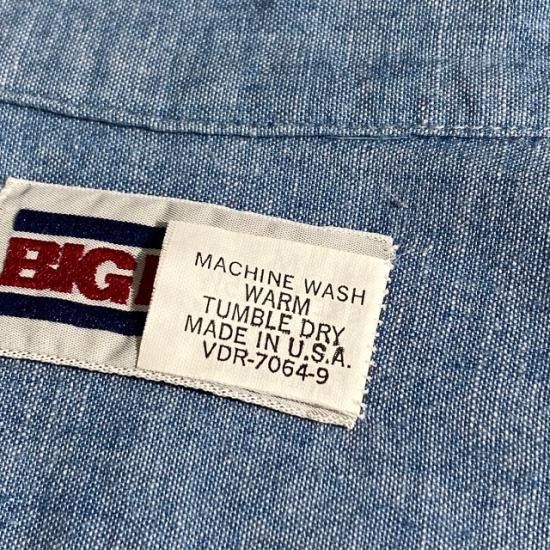 BIG
MACHINE WASH
WARM
TUMBLE DRY
MADE IN U.S.A.
VDR-7064-9